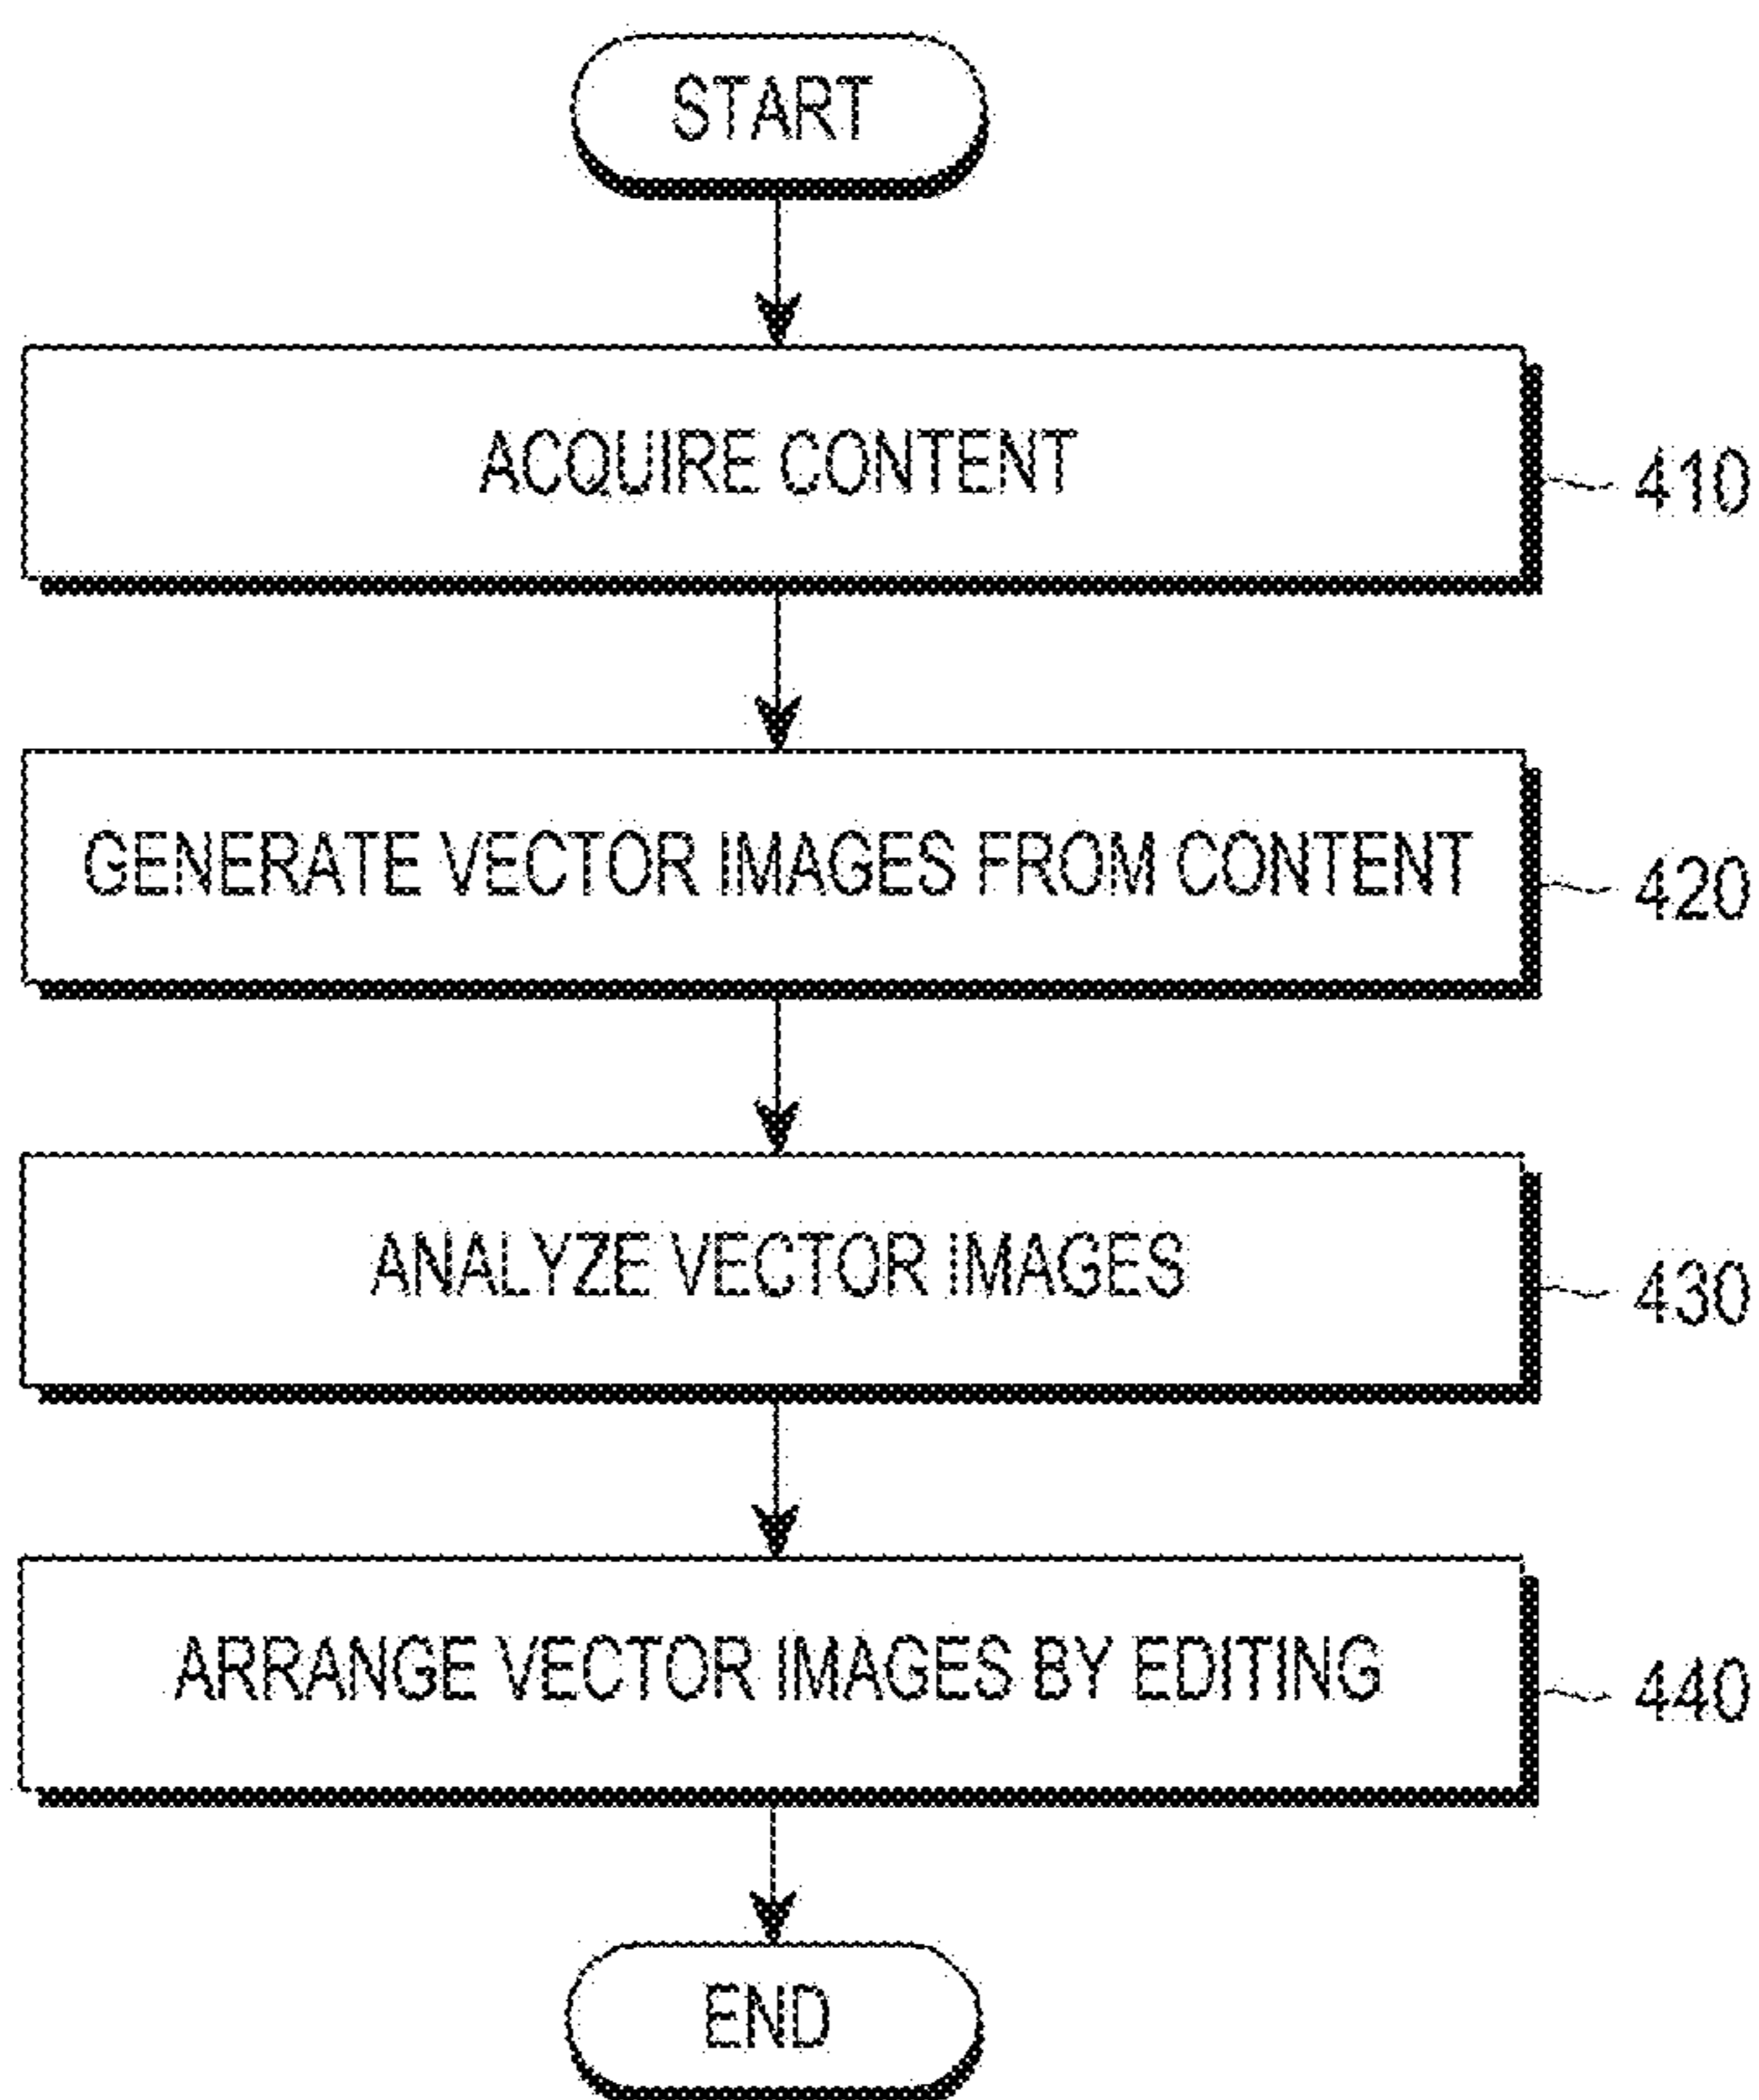 START
ACQUIRE CONTENT
410
GENERATE VECTOR IMAGES FROM CONTENT
420
ANALYZE VECTOR IMAGES
430
ARRANGE VECTOR IMAGES BY EDITING
440
END